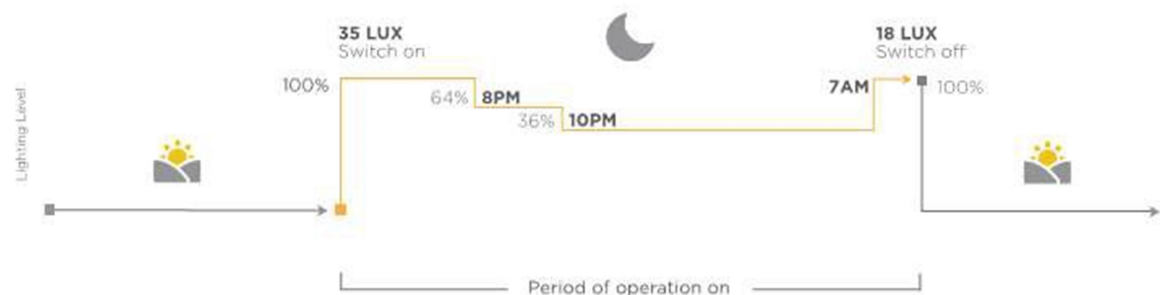 35 LUX
Switch on
18 LUX
Switch off
Lighting Level
100%
64% 8PM
36% 10PM
7AM
100%
Period of operation on